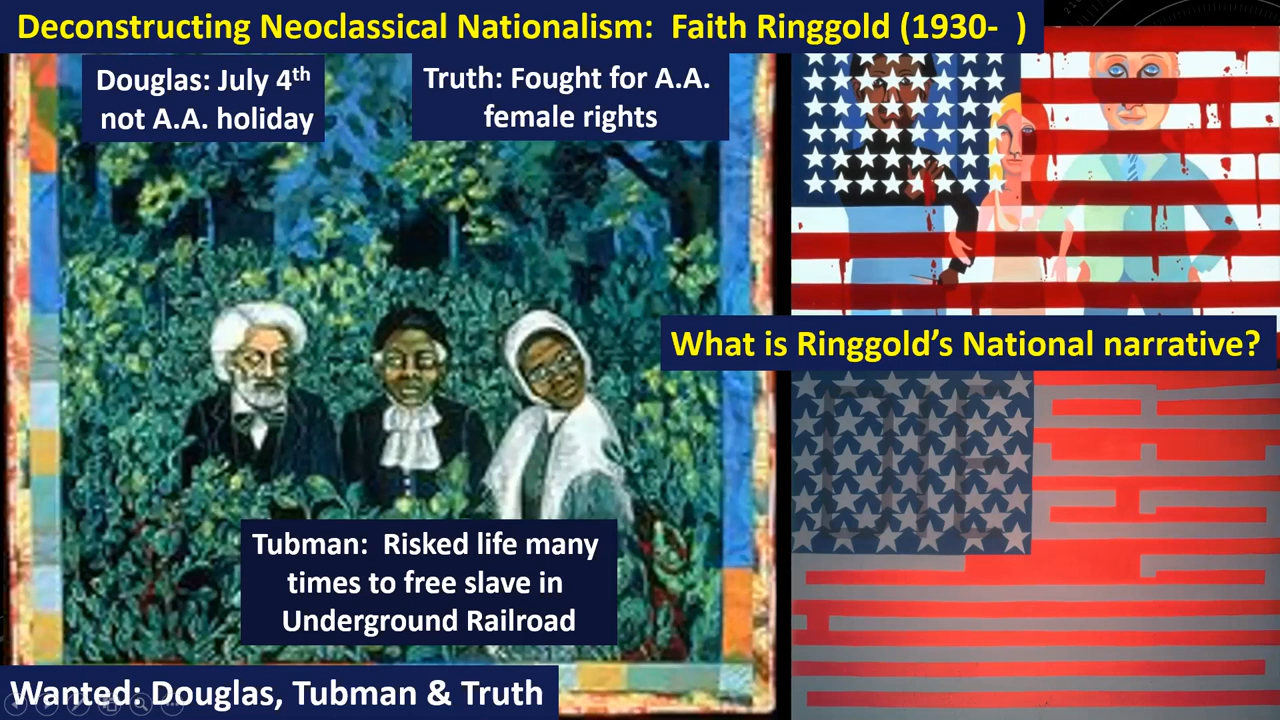 Deconstructing Neoclassical Nationalism: Faith Ringgold (1930- )
Douglas: July 4th
not A.A. holiday
Truth: Fought for A.A.
female rights
What is Ringgold's National narrative?
Tubman: Risked life many
times to free slave in
Underground Railroad
Wanted: Douglas, Tubman & Truth
DIE